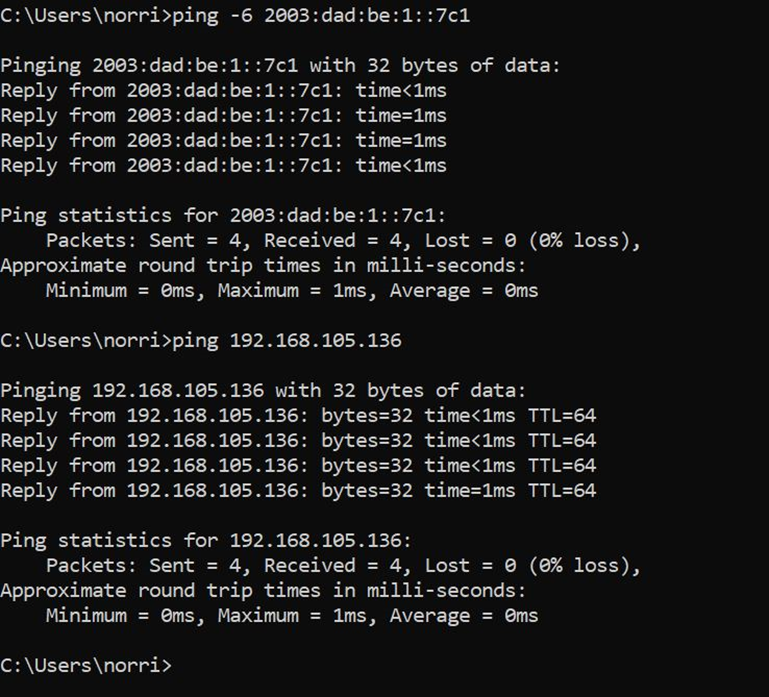 C:\Users\norri>ping -6 2003:dad:be:1::7c1
Pinging 2003:dad:be:1::7c1 with 32 bytes of data:
Reply from 2003:dad:be:1::7c1: time<1ms
Reply from 2003:dad:be:1::7c1: time=1ms
Reply from 2003:dad:be:1::7c1: time=1ms
Reply from 2003:dad:be:1::7c1: time<1ms
Ping statistics for 2003:dad:be:1::7c1:
    Packets: Sent = 4, Received = 4, Lost = 0 (0% loss),
Approximate round trip times in milli-seconds:
    Minimum = 0ms, Maximum = 1ms, Average = 0ms
C:\Users\norri>ping 192.168.105.136
Pinging 192.168.105.136 with 32 bytes of data:
Reply from 192.168.105.136: bytes=32 time<1ms TTL=64
Reply from 192.168.105.136: bytes=32 time<1ms TTL=64
Reply from 192.168.105.136: bytes=32 time<1ms TTL=64
Reply from 192.168.105.136: bytes=32 time=1ms TTL=64
Ping statistics for 192.168.105.136:
    Packets: Sent = 4, Received = 4, Lost = 0 (0% loss),
Approximate round trip times in milli-seconds:
    Minimum = 0ms, Maximum = 1ms, Average = 0ms
C:\Users\norri>